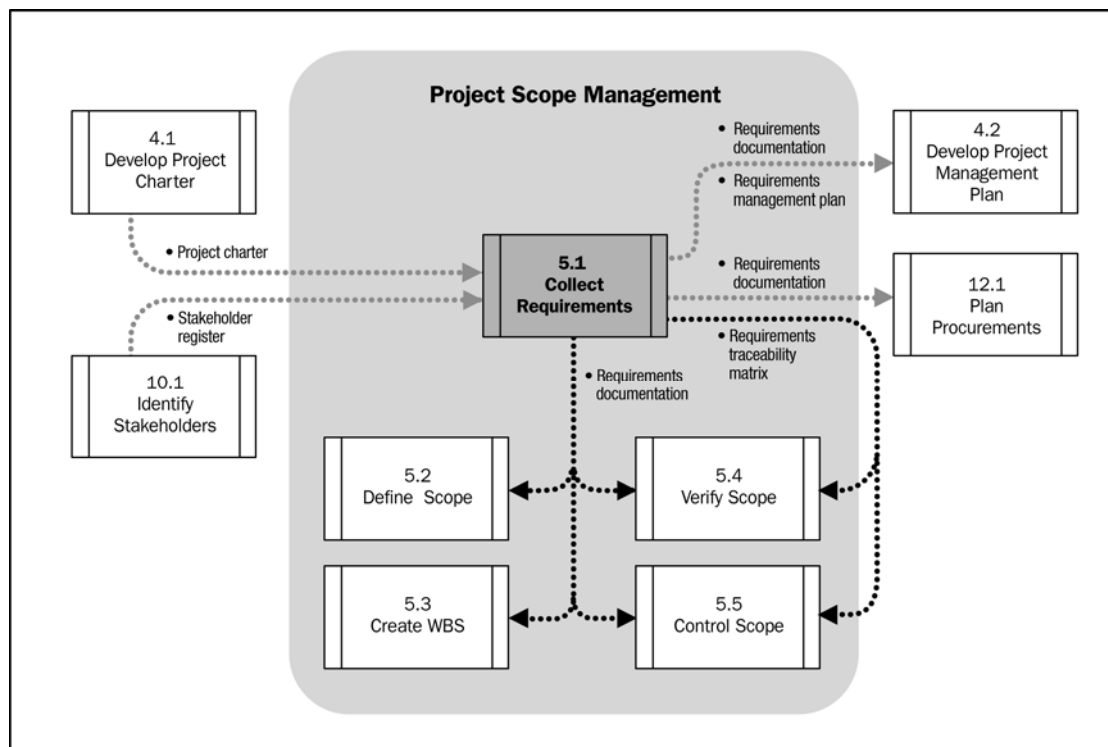 Project Scope Management
4.1
Develop Project
Charter
• Project charter
• Stakeholder
register
10.1
Identify
Stakeholders
5.1
Collect
Requirements
• Requirements
documentation
• Requirements
management plan
4.2
Develop Project
Management
Plan
• Requirements
documentation
12.1
Plan
Procurements
• Requirements
traceability
matrix
• Requirements
documentation
5.2
Define Scope
5.4
Verify Scope
5.3
Create WBS
5.5
Control Scope